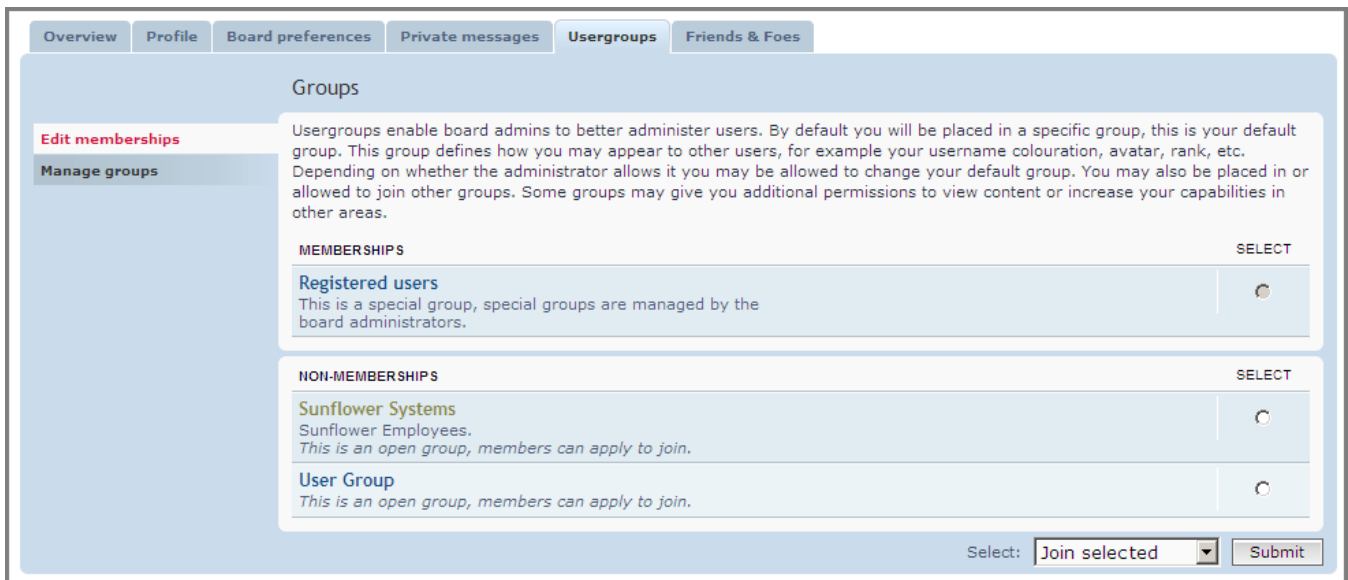 Overview Profile Board preferences Private messages Usergroups Friends & Foes
Groups
Edit memberships
Manage groups
Usergroups enable board admins to better administer users. By default you will be placed in a specific group, this is your default
group. This group defines how you may appear to other users, for example your username colouration, avatar, rank, etc.
Depending on whether the administrator allows it you may be allowed to change your default group. You may also be placed in or
allowed to join other groups. Some groups may give you additional permissions to view content or increase your capabilities in
other areas.
MEMBERSHIPS SELECT
Registered users
This is a special group, special groups are managed by the
board administrators.
NON-MEMBERSHIPS SELECT
Sunflower Systems
Sunflower Employees.
This is an open group, members can apply to join.
User Group
This is an open group, members can apply to join.
Select: Join selected Submit